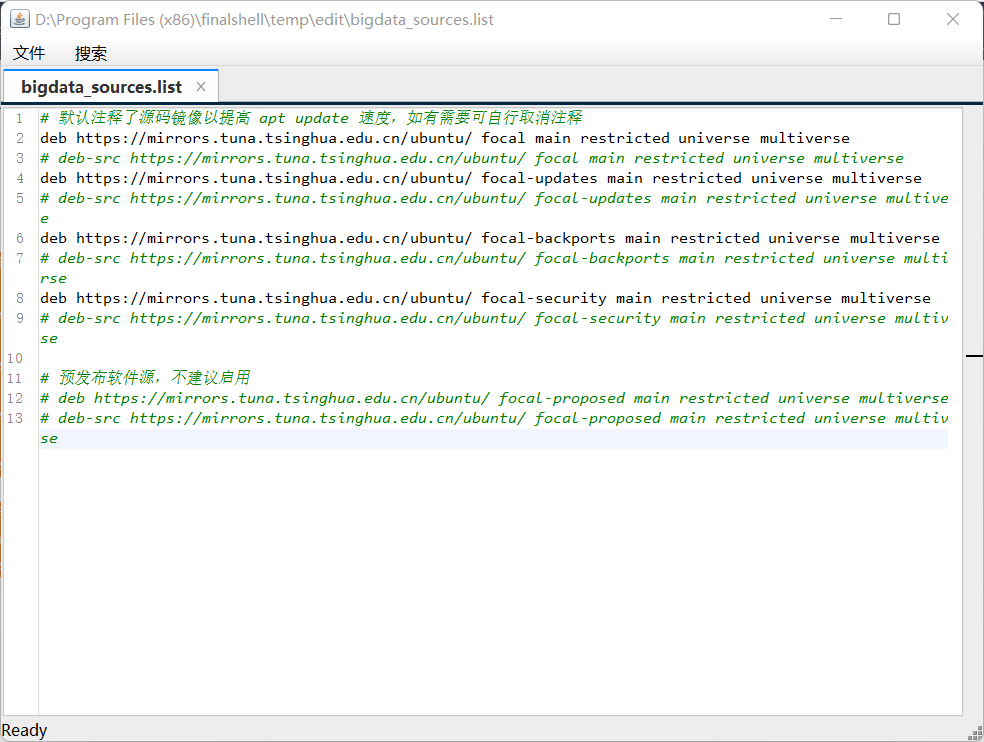 D:\Program Files (x86)\finalshell\temp\edit\bigdata_sources.list
文件 搜索
bigdata_sources.list ×
1 # 默认注释了源码镜像以提高 apt update 速度，如有需要可自行取消注释
2 deb https://mirrors.tuna.tsinghua.edu.cn/ubuntu/ focal main restricted universe multiverse
3 # deb-src https://mirrors.tuna.tsinghua.edu.cn/ubuntu/ focal main restricted universe multiverse
4 deb https://mirrors.tuna.tsinghua.edu.cn/ubuntu/ focal-updates main restricted universe multiverse
5 # deb-src https://mirrors.tuna.tsinghua.edu.cn/ubuntu/ focal-updates main restricted universe multive
e
6 deb https://mirrors.tuna.tsinghua.edu.cn/ubuntu/ focal-backports main restricted universe multiverse
7 # deb-src https://mirrors.tuna.tsinghua.edu.cn/ubuntu/ focal-backports main restricted universe multi
rse
8 deb https://mirrors.tuna.tsinghua.edu.cn/ubuntu/ focal-security main restricted universe multiverse
9 # deb-src https://mirrors.tuna.tsinghua.edu.cn/ubuntu/ focal-security main restricted universe multiv
se
10
11 # 预发布软件源，不建议启用
12 # deb https://mirrors.tuna.tsinghua.edu.cn/ubuntu/ focal-proposed main restricted universe multiverse
13 # deb-src https://mirrors.tuna.tsinghua.edu.cn/ubuntu/ focal-proposed main restricted universe multiv
se
Ready